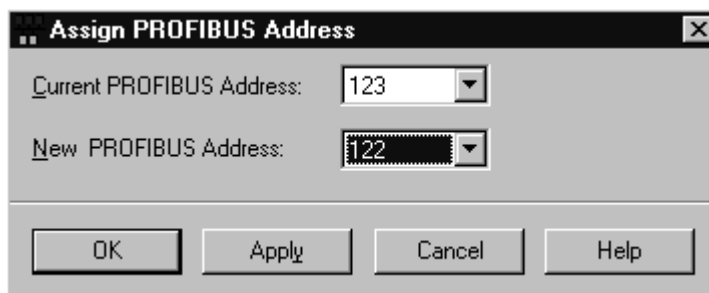 Assign PROFIBUS Address
Current PROFIBUS Address: 123
New PROFIBUS Address: 122
OK Apply Cancel Help